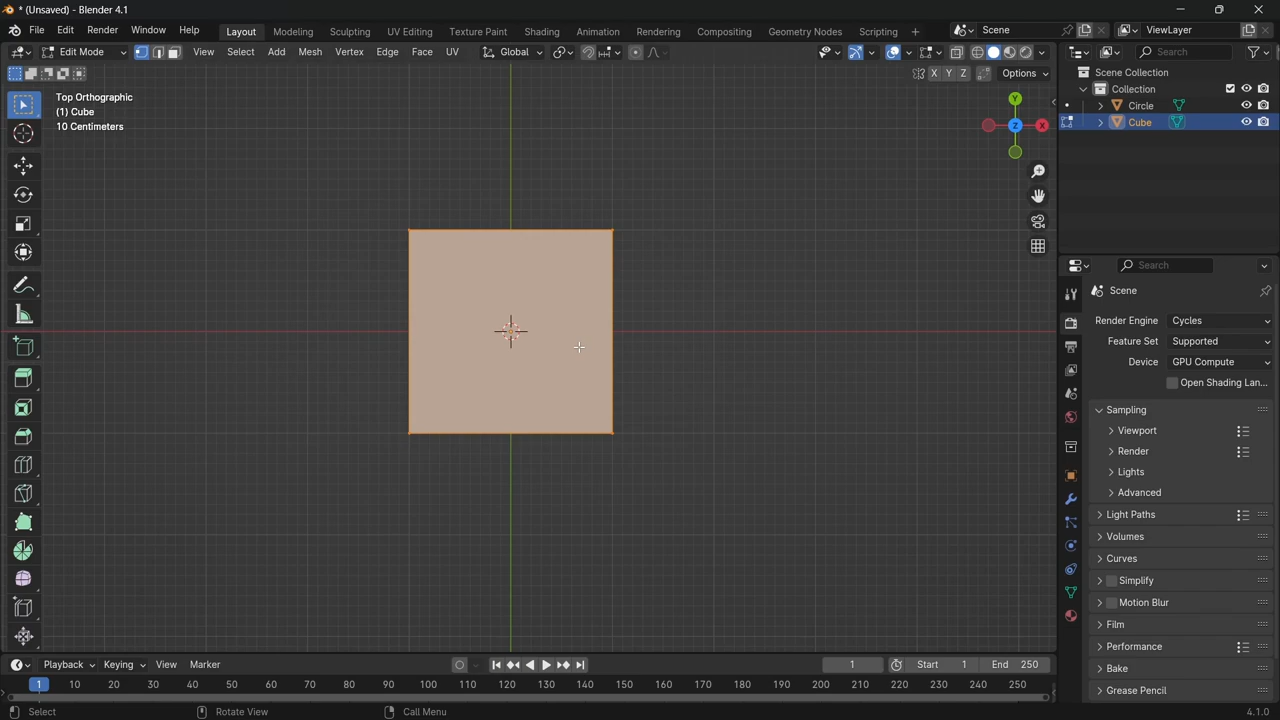 * (Unsaved) - Blender 4.1
File Edit Render Window Help Layout Modeling Sculpting UV Editing Texture Paint Shading Animation Rendering Compositing Geometry Nodes Scripting + Scene ViewLayer
Edit Mode View Select Add Mesh Vertex Edge Face UV Global Search
X Y Z Options
Top Orthographic
(1) Cube
10 Centimeters
Y
X
Z
Scene Collection
Collection
Circle
Cube
Search
Scene
Render Engine Cycles
Feature Set Supported
Device GPU Compute
Open Shading Lan...
Sampling
Viewport
Render
Lights
Advanced
Light Paths
Volumes
Curves
Simplify
Motion Blur
Film
Performance
Bake
Grease Pencil
Playback Keying View Marker 1 Start 1 End 250
1 10 20 30 40 50 60 70 80 90 100 110 120 130 140 150 160 170 180 190 200 210 220 230 240 250
Select Rotate View Call Menu 4.1.0